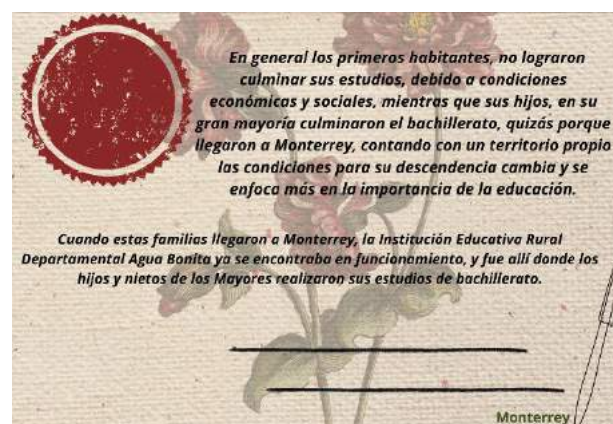 En general los primeros habitantes, no lograron
culminar sus estudios, debido a condiciones
económicas y sociales, mientras que sus hijos, en su
gran mayoría culminaron el bachillerato, quizás porque
llegaron a Monterrey, contando con un territorio propio
las condiciones para su descendencia cambia y se
enfoca más en la importancia de la educación.
Cuando estas familias llegaron a Monterrey, la Institución Educativa Rural
Departamental Agua Bonita ya se encontraba en funcionamiento, y fue allí donde los
hijos y nietos de los Mayores realizaron sus estudios de bachillerato.
Monterrey